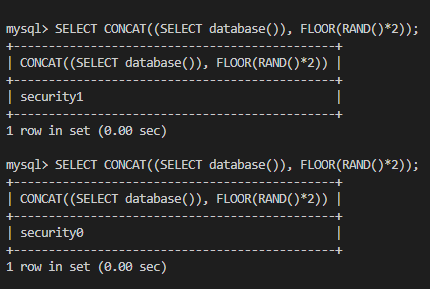 mysql> SELECT CONCAT((SELECT database()), FLOOR(RAND()*2));
+----------------------------------------------+
| CONCAT((SELECT database()), FLOOR(RAND()*2)) |
+----------------------------------------------+
| security1                                    |
+----------------------------------------------+
1 row in set (0.00 sec)
mysql> SELECT CONCAT((SELECT database()), FLOOR(RAND()*2));
+----------------------------------------------+
| CONCAT((SELECT database()), FLOOR(RAND()*2)) |
+----------------------------------------------+
| security0                                    |
+----------------------------------------------+
1 row in set (0.00 sec)